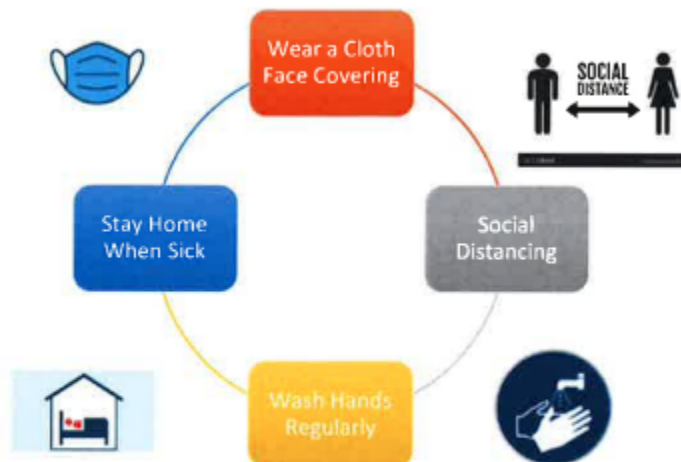 Wear a Cloth
Face Covering
SOCIAL
DISTANCE
Stay Home
When Sick
Social
Distancing
Wash Hands
Regularly